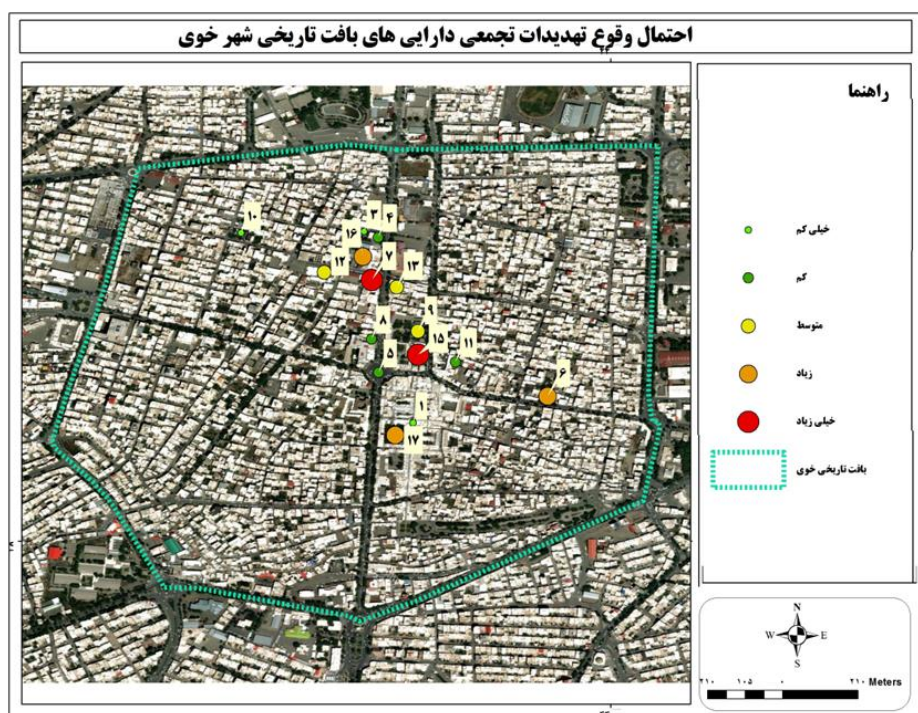 احتمال وقوع تهدیدات تجمعی دارایی های بافت تاریخی شهر خوی
۴۴
راهنما
خیلی کم
کم
متوسط
زیاد
خیلی زیاد
بافت تاریخی خوی
۱۰
۳
۴
۱۶
۱۲
۷
۱۳
۸
۹
۱۵
۵
۱۱
۶
۱
۱۷
N
W E
S
۲۱۰ ۱۰۵ ۰ ۲۱۰ Meters